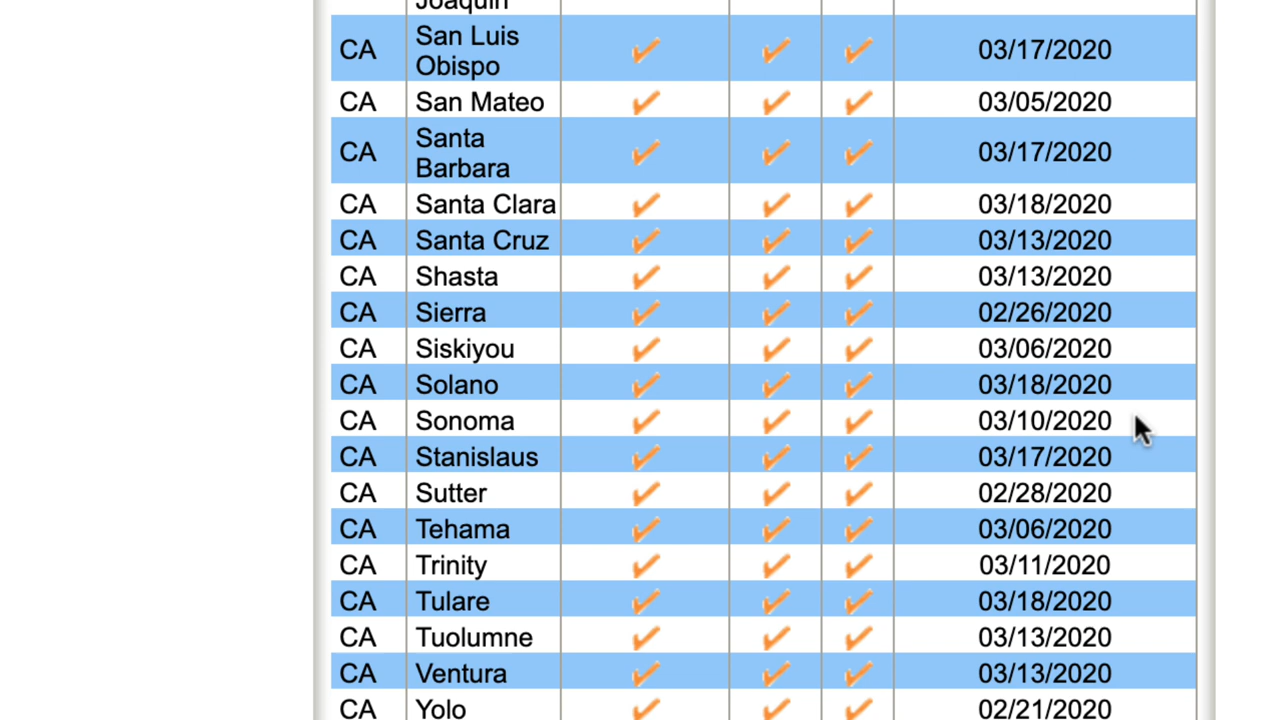 Joaquin
CA San Luis Obispo ✔ ✔ ✔ 03/17/2020
CA San Mateo ✔ ✔ ✔ 03/05/2020
CA Santa Barbara ✔ ✔ ✔ 03/17/2020
CA Santa Clara ✔ ✔ ✔ 03/18/2020
CA Santa Cruz ✔ ✔ ✔ 03/13/2020
CA Shasta ✔ ✔ ✔ 03/13/2020
CA Sierra ✔ ✔ ✔ 02/26/2020
CA Siskiyou ✔ ✔ ✔ 03/06/2020
CA Solano ✔ ✔ ✔ 03/18/2020
CA Sonoma ✔ ✔ ✔ 03/10/2020
CA Stanislaus ✔ ✔ ✔ 03/17/2020
CA Sutter ✔ ✔ ✔ 02/28/2020
CA Tehama ✔ ✔ ✔ 03/06/2020
CA Trinity ✔ ✔ ✔ 03/11/2020
CA Tulare ✔ ✔ ✔ 03/18/2020
CA Tuolumne ✔ ✔ ✔ 03/13/2020
CA Ventura ✔ ✔ ✔ 03/13/2020
CA Yolo ✔ ✔ ✔ 02/21/2020